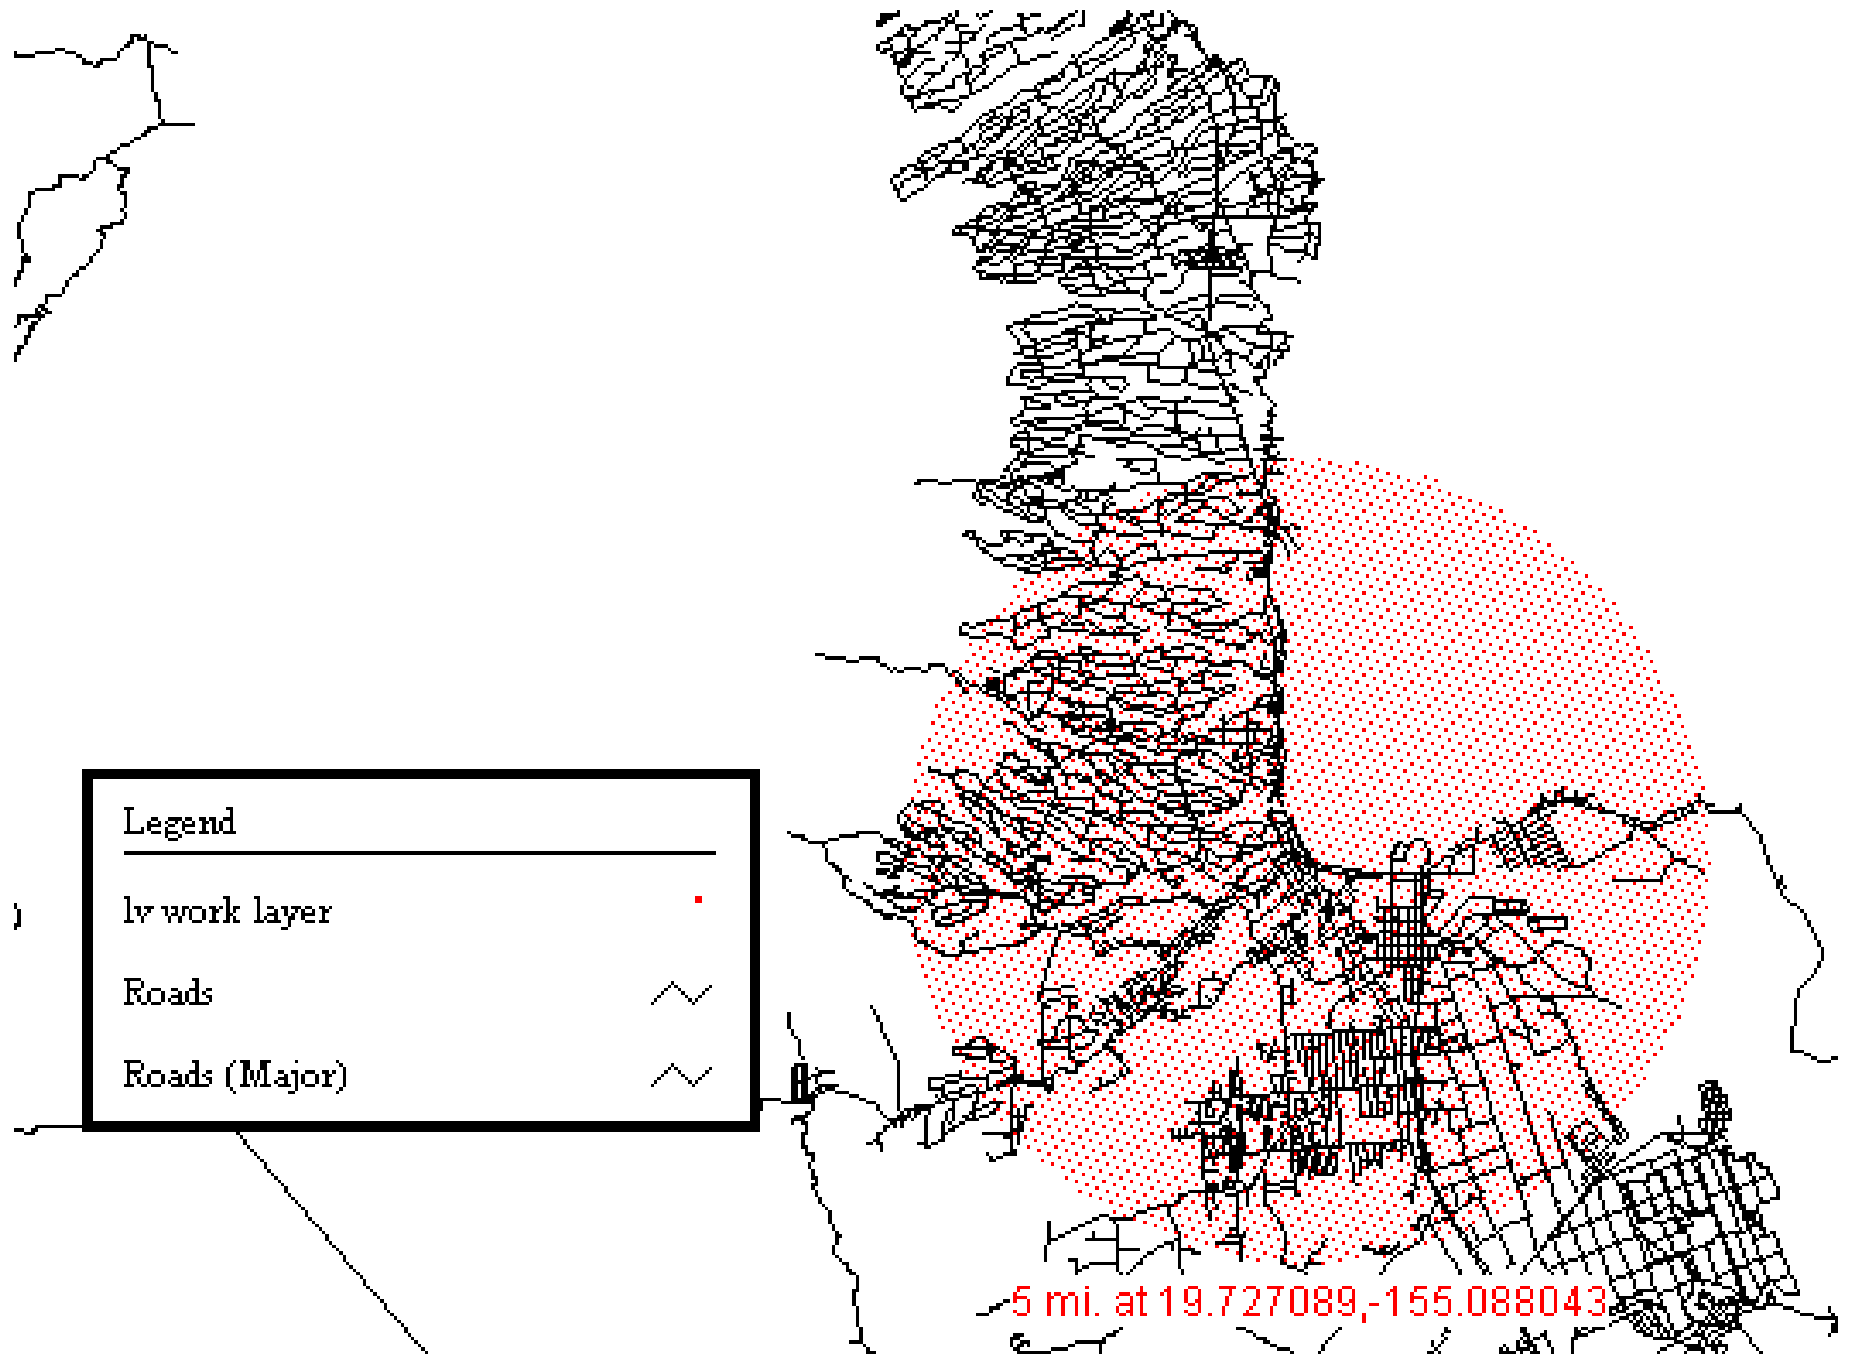 Legend
lv work layer
Roads
Roads (Major)
5 mi. at 19.727089,-155.088043